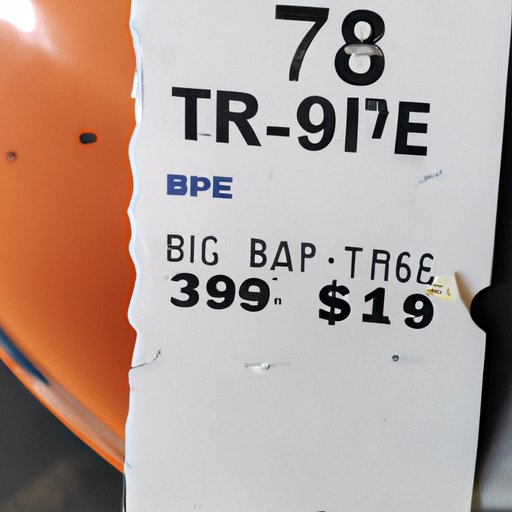 78
TR-9I7E
BPE
BIG BAP·TR6E
399 $19